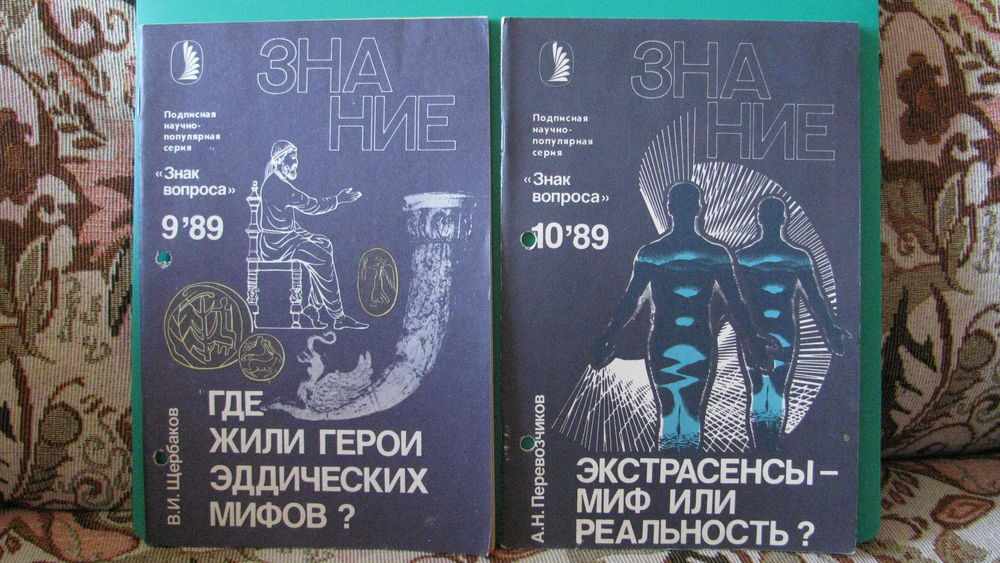 ЗНА
НИЕ
Подписная
научно-
популярная
серия
«Знак
вопроса»
9'89
В.И. Щербаков
ГДЕ
ЖИЛИ ГЕРОИ
ЭДДИЧЕСКИХ
МИФОВ ?
ЗНА
НИЕ
Подписная
научно-
популярная
серия
«Знак
вопроса»
10'89
А.Н. Перевозчиков
ЭКСТРАСЕНСЫ –
МИФ ИЛИ
РЕАЛЬНОСТЬ ?